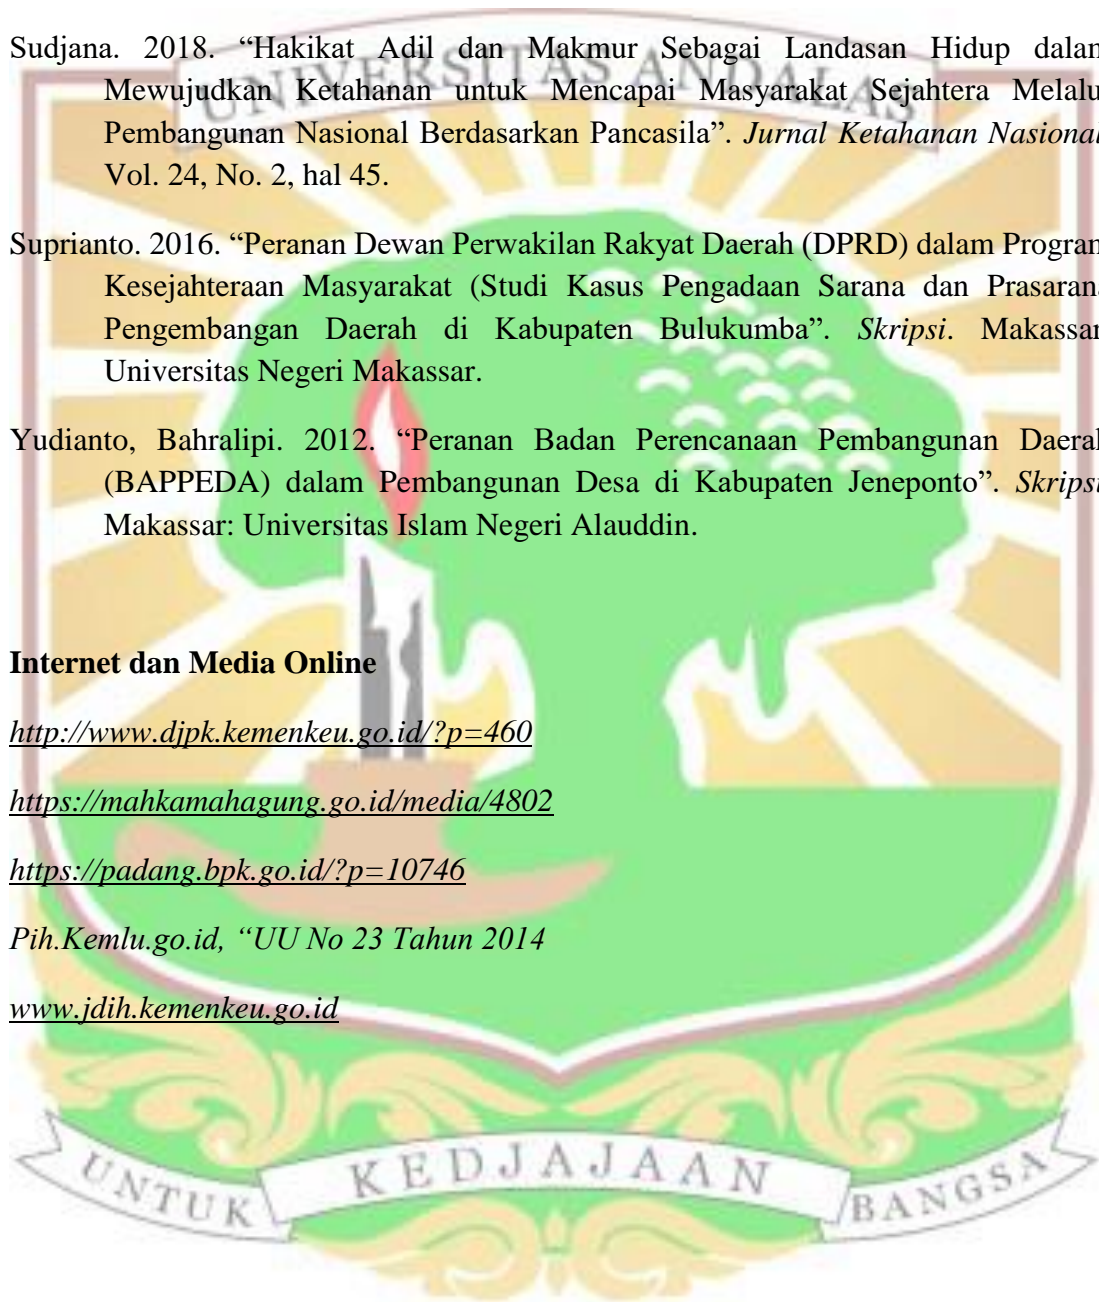 Sudjana. 2018. “Hakikat Adil dan Makmur Sebagai Landasan Hidup dalam
UNIVERSITAS ANDALAS
Mewujudkan Ketahanan untuk Mencapai Masyarakat Sejahtera Melalu
Pembangunan Nasional Berdasarkan Pancasila”. Jurnal Ketahanan Nasional
Vol. 24, No. 2, hal 45.
Suprianto. 2016. “Peranan Dewan Perwakilan Rakyat Daerah (DPRD) dalam Program
Kesejahteraan Masyarakat (Studi Kasus Pengadaan Sarana dan Prasarana
Pengembangan Daerah di Kabupaten Bulukumba”. Skripsi. Makassar
Universitas Negeri Makassar.
Yudianto, Bahralipi. 2012. “Peranan Badan Perencanaan Pembangunan Daerah
(BAPPEDA) dalam Pembangunan Desa di Kabupaten Jeneponto”. Skripsi
Makassar: Universitas Islam Negeri Alauddin.
Internet dan Media Online
http://www.djpk.kemenkeu.go.id/?p=460
https://mahkamahagung.go.id/media/4802
https://padang.bpk.go.id/?p=10746
Pih.Kemlu.go.id, “UU No 23 Tahun 2014
www.jdih.kemenkeu.go.id
UNTUK KEDJAJAAN BANGSA